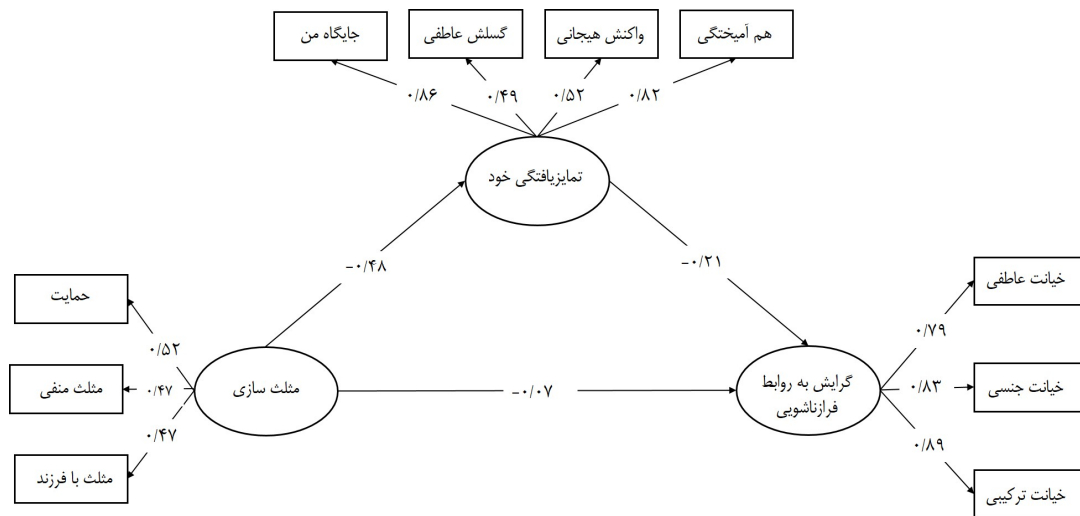 هم آمیختگی
واکنش هیجانی
گسلش عاطفی
جایگاه من
۰/۸۲
۰/۵۲
۰/۴۹
۰/۸۶
تمایزیافتگی خود
-۰/۲۱
-۰/۴۸
خیانت عاطفی
۰/۷۹
خیانت جنسی
۰/۸۳
خیانت ترکیبی
۰/۸۹
گرایش به روابط
فرازناشویی
-۰/۰۷
مثلث سازی
حمایت
۰/۵۲
مثلث منفی
۰/۴۷
مثلث با فرزند
۰/۴۷